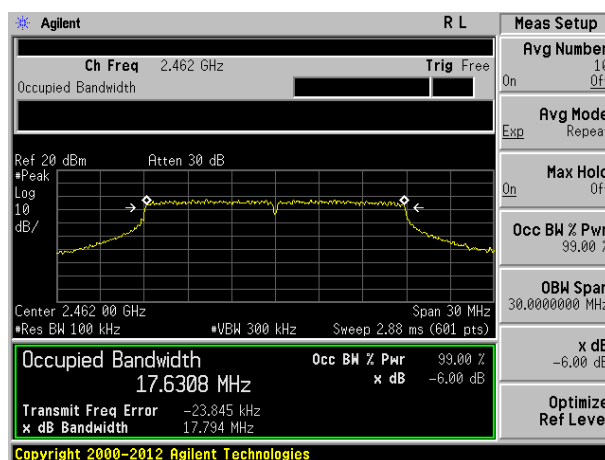 Agilent R L Meas Setup
Ch Freq 2.462 GHz Trig Free
Occupied Bandwidth
Avg Number
10
On Off
Avg Mode
Exp Repeat
Max Hold
On Off
Occ BW % Pwr
99.00 %
OBW Span
30.0000000 MHz
x dB
-6.00 dB
Optimize
Ref Level
Ref 20 dBm Atten 30 dB
#Peak
Log
10
dB/
Center 2.462 00 GHz Span 30 MHz
#Res BW 100 kHz #VBW 300 kHz Sweep 2.88 ms (601 pts)
Occupied Bandwidth Occ BW % Pwr 99.00 %
17.6308 MHz x dB -6.00 dB
Transmit Freq Error -23.845 kHz
x dB Bandwidth 17.794 MHz
Copyright 2000-2012 Agilent Technologies